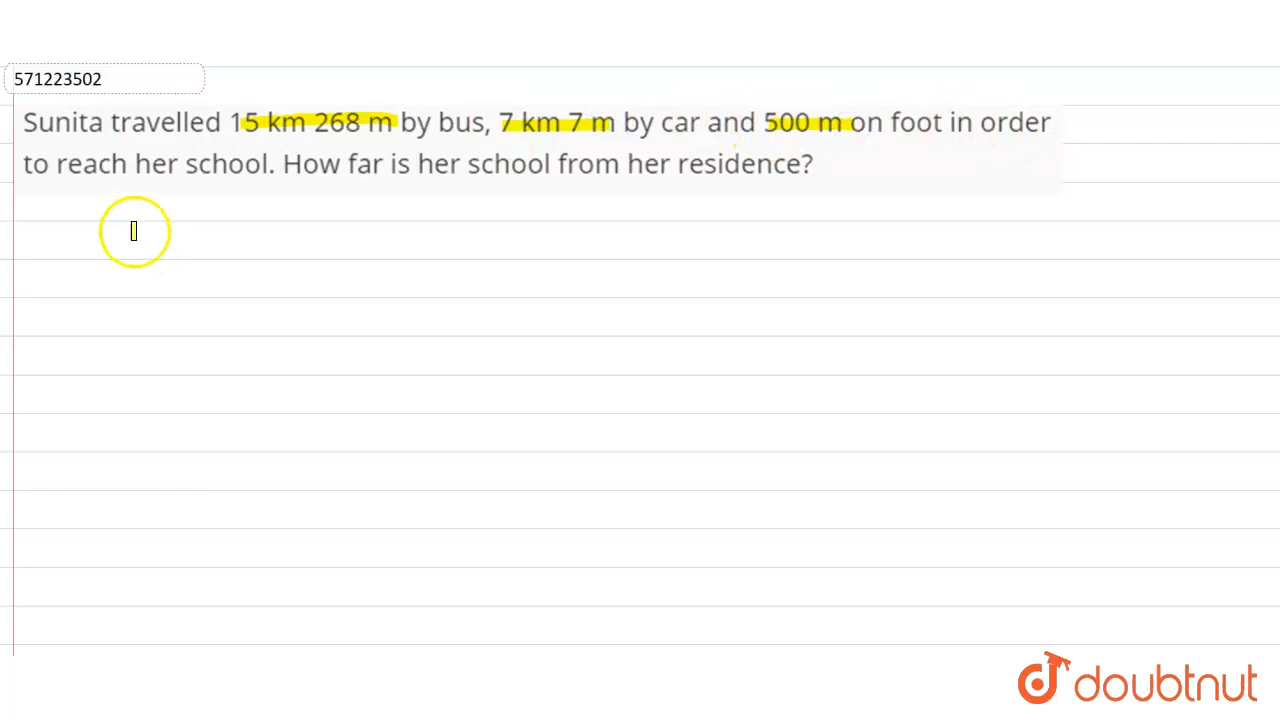 571223502
Sunita travelled 15 km 268 m by bus, 7 km 7 m by car and 500 m on foot in order
to reach her school. How far is her school from her residence?
doubtnut